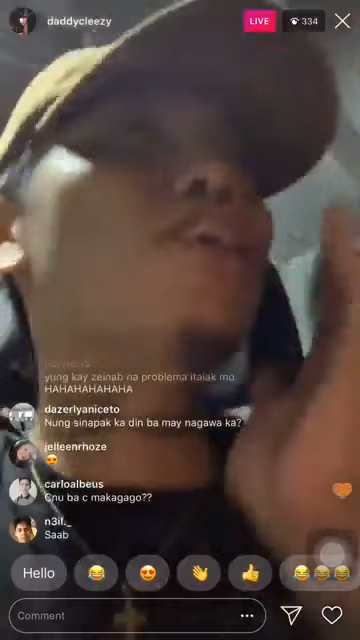 daddycleezy
LIVE
334
yung kay zeinab na problema italak mo
HAHAHAHAHAHA
dazerlyaniceto
Nung sinapak ka din ba may nagawa ka?
jelleenrhoze
😍
carloalbeus
Cnu ba c makagago??
n3il._
Saab
Hello 😂 😍 👋 👍 😂😂😂
Comment